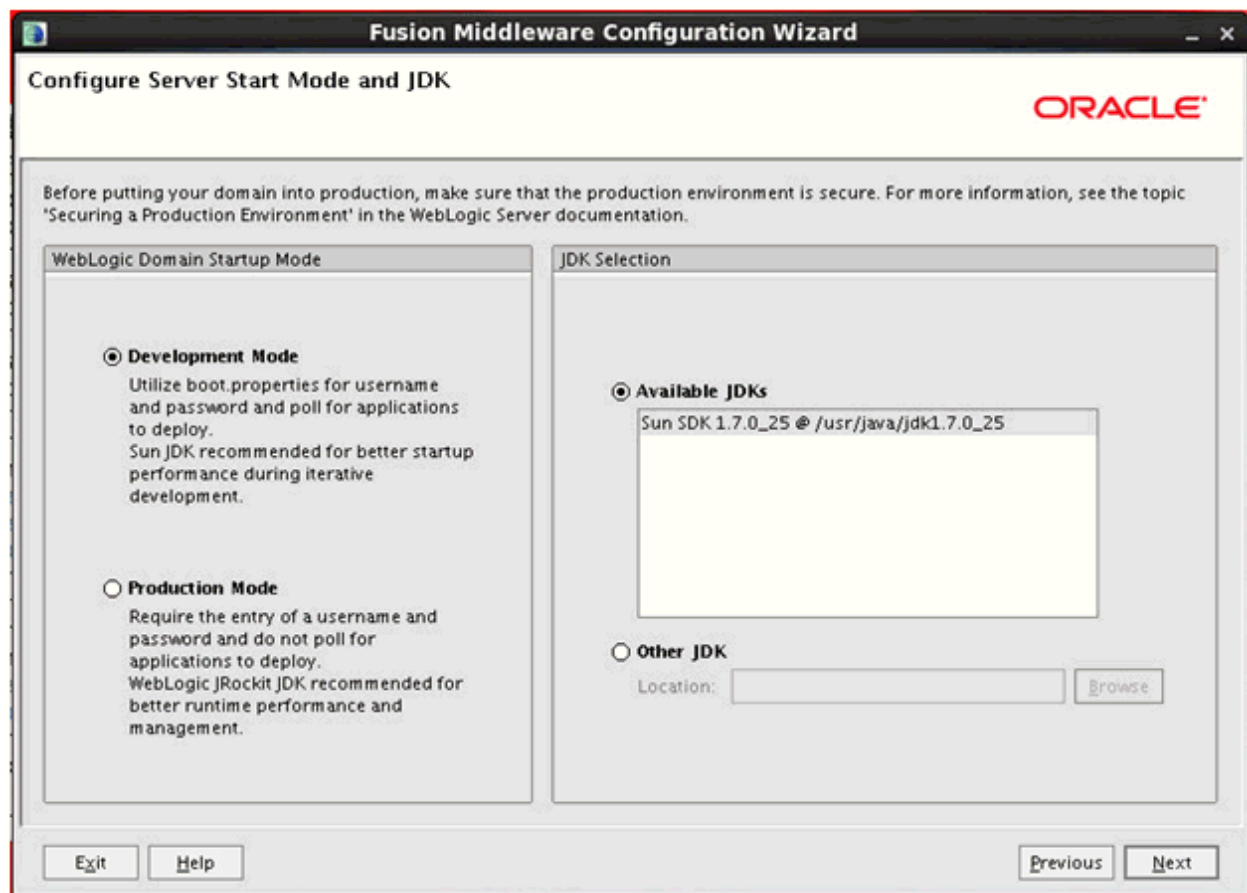 Fusion Middleware Configuration Wizard
Configure Server Start Mode and JDK
ORACLE
Before putting your domain into production, make sure that the production environment is secure. For more information, see the topic
'Securing a Production Environment' in the WebLogic Server documentation.
WebLogic Domain Startup Mode
Development Mode
Utilize boot.properties for username
and password and poll for applications
to deploy.
Sun JDK recommended for better startup
performance during iterative
development.
Production Mode
Require the entry of a username and
password and do not poll for
applications to deploy.
WebLogic JRockit JDK recommended for
better runtime performance and
management.
JDK Selection
Available JDKs
Sun SDK 1.7.0_25 @ /usr/java/jdk1.7.0_25
Other JDK
Location:
Browse
Exit
Help
Previous
Next